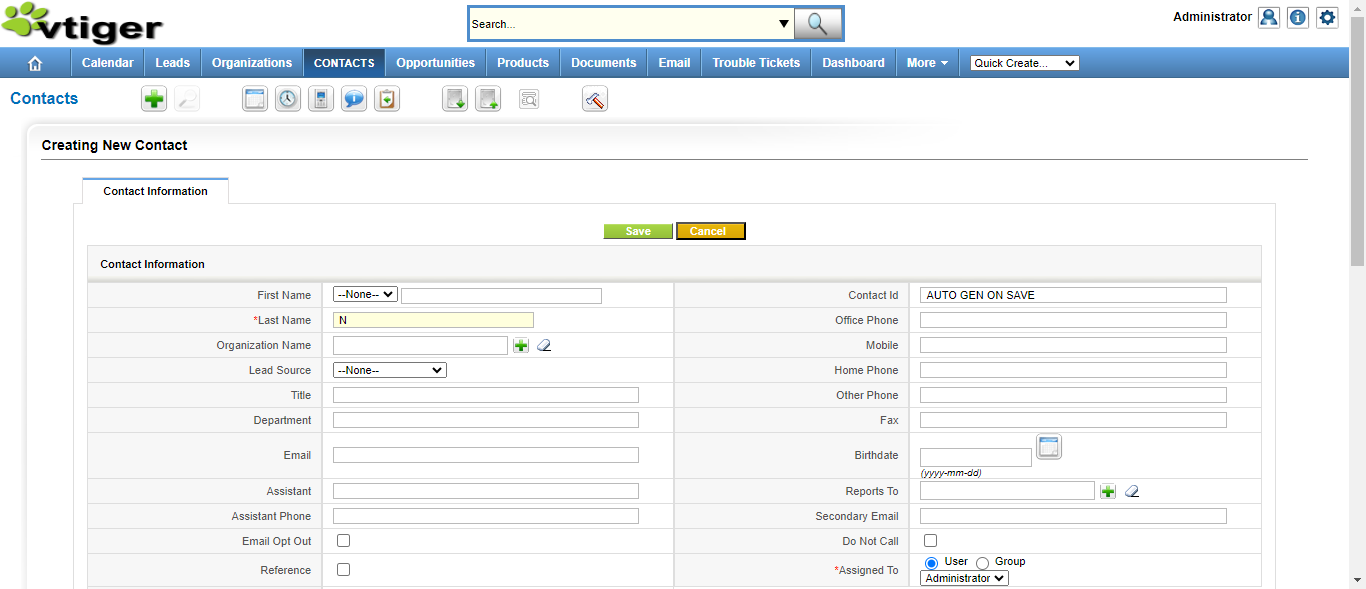 vtiger
Search...
Administrator
Calendar Leads Organizations CONTACTS Opportunities Products Documents Email Trouble Tickets Dashboard More Quick Create...
Contacts
Creating New Contact
Contact Information
Save Cancel
Contact Information
First Name --None-- Contact Id AUTO GEN ON SAVE
*Last Name N Office Phone
Organization Name Mobile
Lead Source --None-- Home Phone
Title Other Phone
Department Fax
Email Birthdate
(yyyy-mm-dd)
Assistant Reports To
Assistant Phone Secondary Email
Email Opt Out Do Not Call
Reference *Assigned To User Group
Administrator